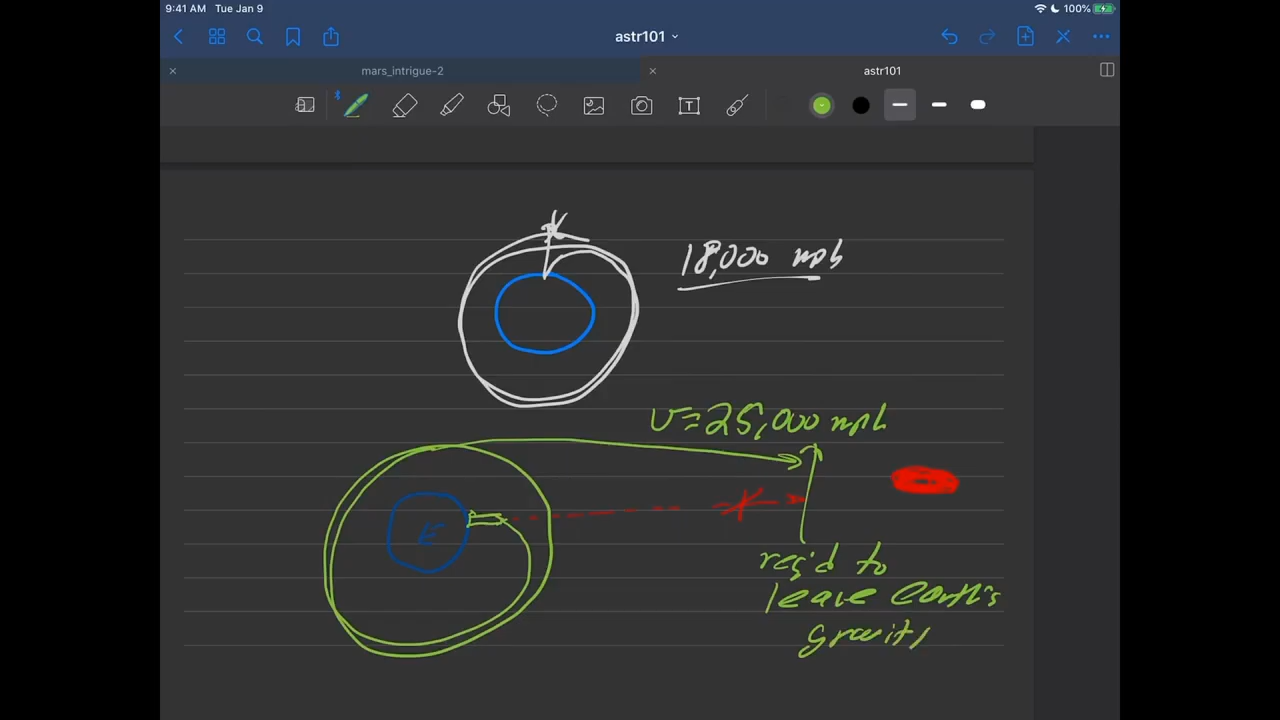 9:41 AM Tue Jan 9
100%
astr101
mars_intrigue-2
astr101
T
18,000 mph
v=25,000 mph
E
req'd to
leave Earth's
gravity